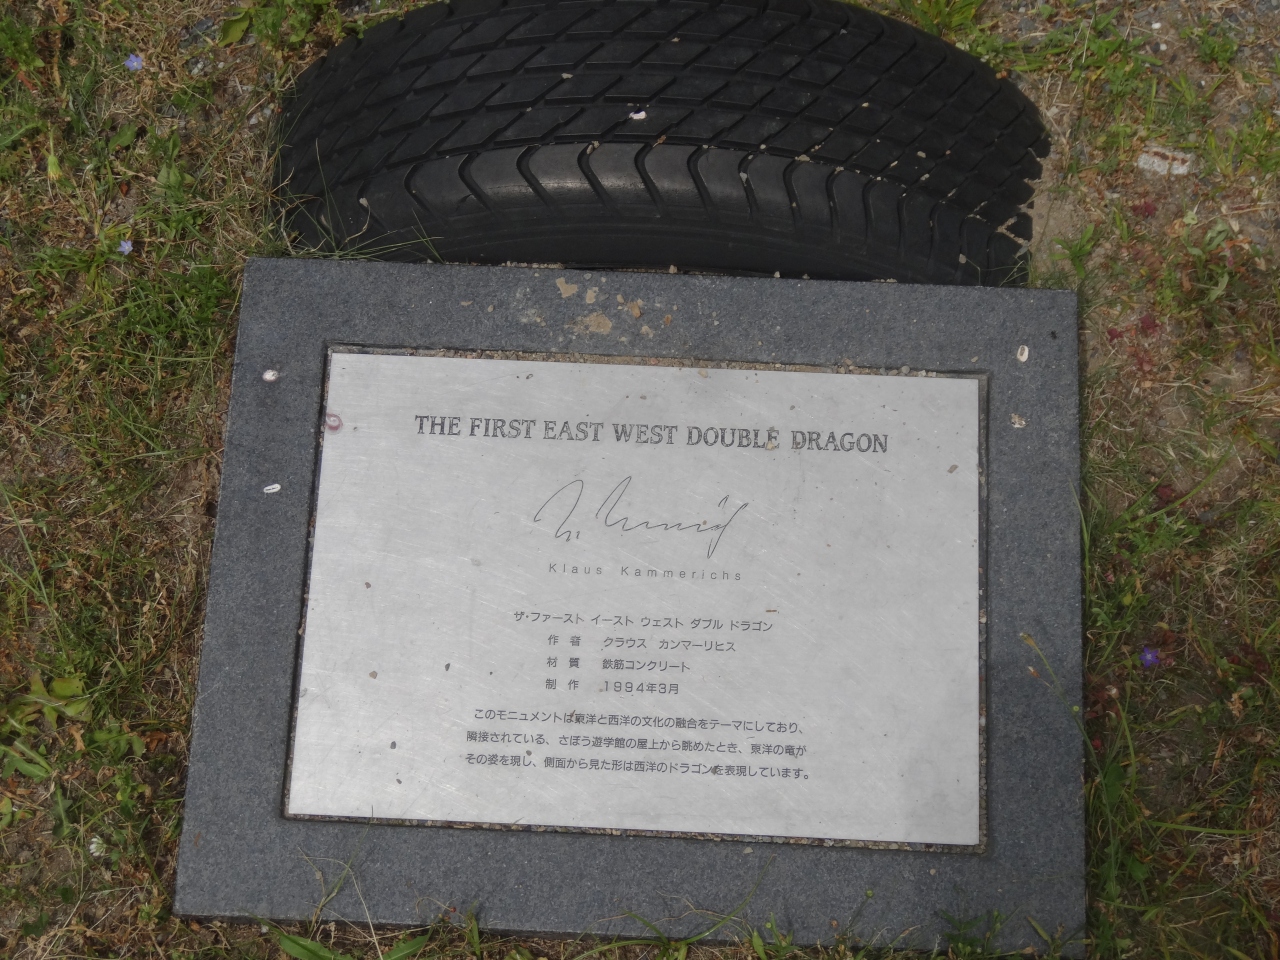 THE FIRST EAST WEST DOUBLE DRAGON
Klaus Kammerichs
ザ・ファースト イースト ウェスト ダブル ドラゴン
作 者 クラウス カンマーリヒス
材 質 鉄筋コンクリート
制 作 1994年3月
このモニュメントは東洋と西洋の文化の融合をテーマにしており、
隣接されている、さぼう遊学館の屋上から眺めたとき、東洋の竜が
その姿を現し、側面から見た形は西洋のドラゴンを表現しています。